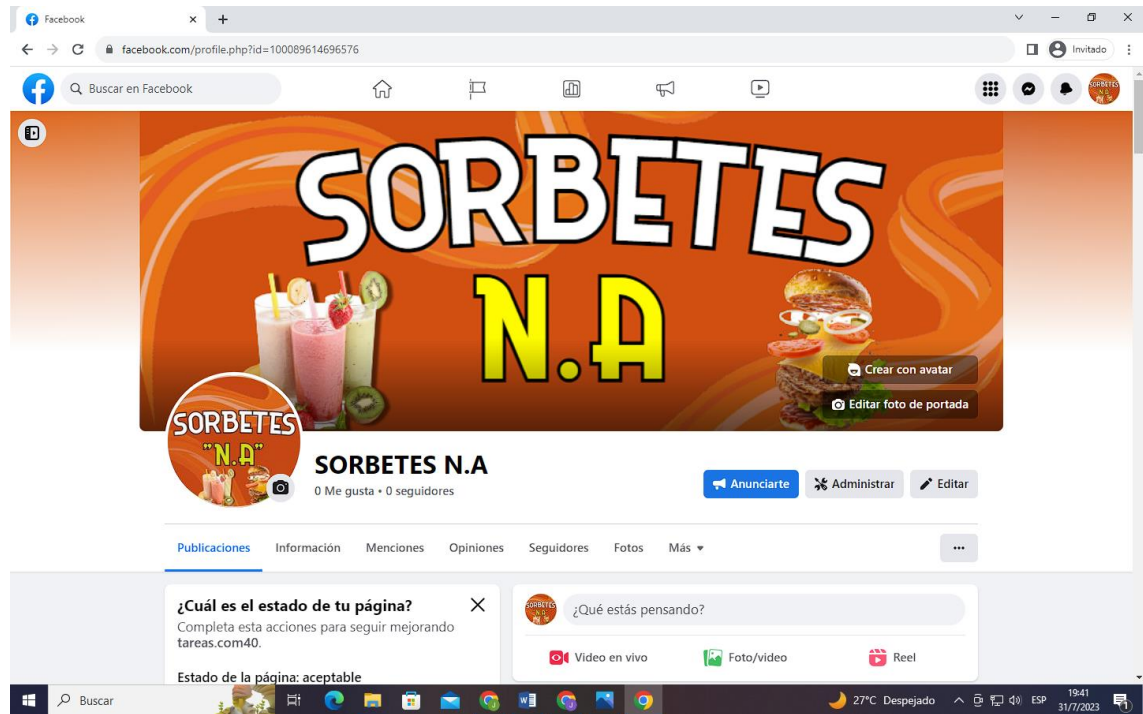 Facebook
facebook.com/profile.php?id=100089614696576
Invitado
Buscar en Facebook
SORBETES
N.A
SORBETES
N.A
Crear con avatar
Editar foto de portada
SORBETES
"N.A"
SORBETES N.A
0 Me gusta • 0 seguidores
Anunciarte
Administrar
Editar
Publicaciones
Información
Menciones
Opiniones
Seguidores
Fotos
Más
¿Cuál es el estado de tu página?
Completa esta acciones para seguir mejorando
tareas.com40.
Estado de la página: aceptable
SORBETES
N.A
¿Qué estás pensando?
Video en vivo
Foto/video
Reel
Buscar
27°C Despejado
ESP
19:41
31/7/2023
1